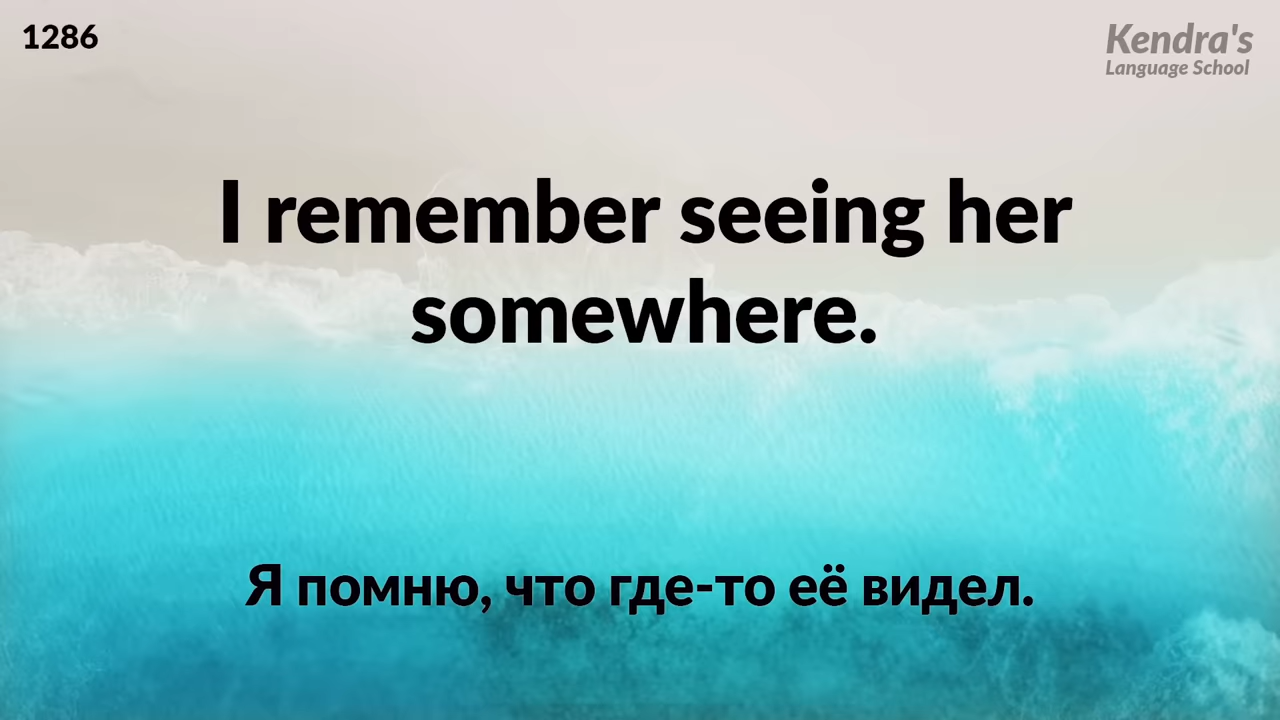 1286
Kendra's
Language School
I remember seeing her
somewhere.
Я помню, что где-то её видел.